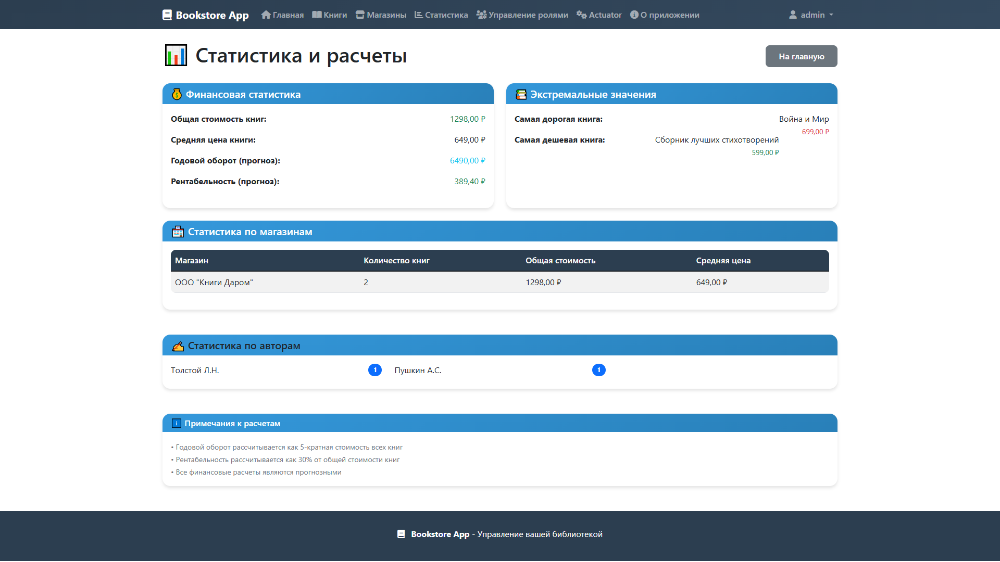 Bookstore App Главная Книги Магазины Статистика Управление ролями Actuator О приложении admin
Статистика и расчеты
На главную
Финансовая статистика
Общая стоимость книг: 1298,00 ₽
Средняя цена книги: 649,00 ₽
Годовой оборот (прогноз): 6490,00 ₽
Рентабельность (прогноз): 389,40 ₽
Экстремальные значения
Самая дорогая книга: Война и Мир
699,00 ₽
Самая дешевая книга: Сборник лучших стихотворений
599,00 ₽
Статистика по магазинам
Магазин Количество книг Общая стоимость Средняя цена
ООО "Книги Даром" 2 1298,00 ₽ 649,00 ₽
Статистика по авторам
Толстой Л.Н. 1 Пушкин А.С. 1
Примечания к расчетам
• Годовой оборот рассчитывается как 5-кратная стоимость всех книг
• Рентабельность рассчитывается как 30% от общей стоимости книг
• Все финансовые расчеты являются прогнозными
Bookstore App - Управление вашей библиотекой